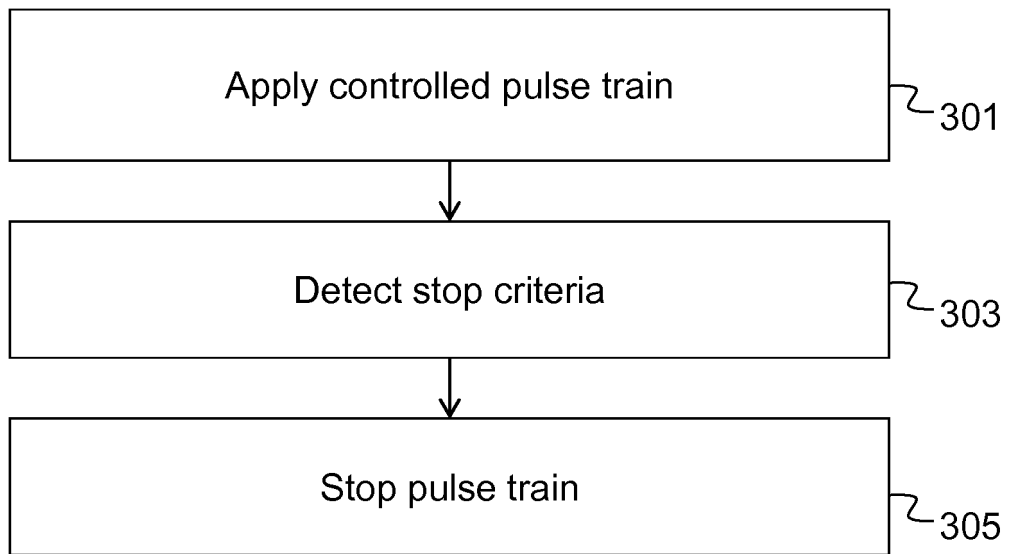 Apply controlled pulse train
301
Detect stop criteria
303
Stop pulse train
305